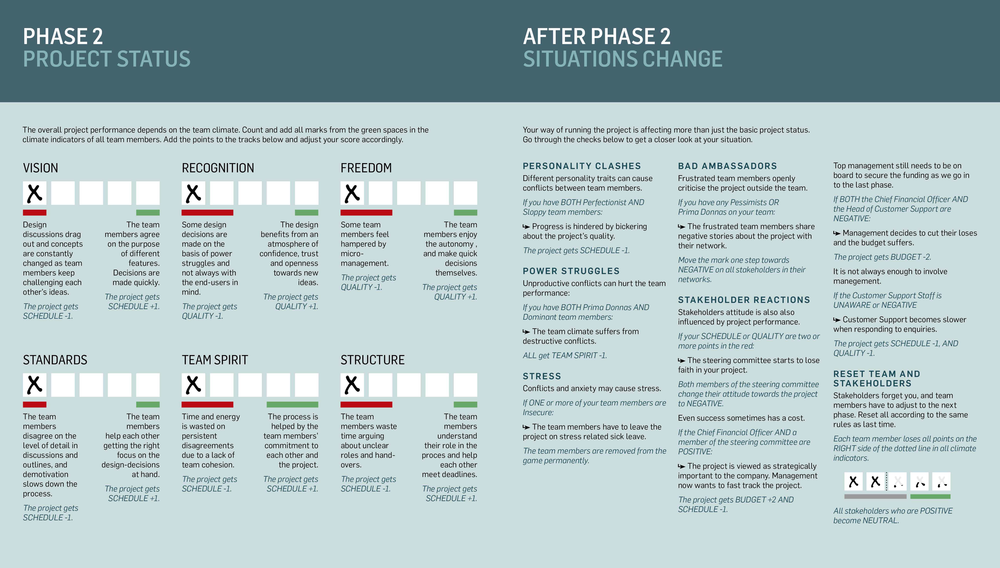 PHASE 2
PROJECT STATUS
The overall project performance depends on the team climate. Count and add all marks from the green spaces in the
climate indicators of all team members. Add the points to the tracks below and adjust your score accordingly.
VISION
X
Design
discussions drag
out and concepts
are constantly
changed as team
members keep
challenging each
other's ideas.
The project gets
SCHEDULE -1.
The team
members agree
on the purpose
of different
features.
Decisions are
made quickly.
The project gets
SCHEDULE +1.
RECOGNITION
X
Some design
decisions are
made on the
basis of power
struggles and
not always with
the end-users in
mind.
The project gets
QUALITY -1.
The design
benefits from an
atmosphere of
confidence, trust
and openness
towards new
ideas.
The project gets
QUALITY +1.
FREEDOM
X
Some team
members feel
hampered by
micro-
management.
The project gets
QUALITY -1.
The team
members enjoy
the autonomy ,
and make quick
decisions
themselves.
The project gets
QUALITY +1.
STANDARDS
X
The team
members
disagree on the
level of detail in
discussions and
outlines, and
demotivation
slows down the
process.
The project gets
SCHEDULE -1.
The team
members
help each other
getting the right
focus on the
design-decisions
at hand.
The project gets
SCHEDULE +1.
TEAM SPIRIT
X
Time and energy
is wasted on
persistent
disagreements
due to a lack of
team cohesion.
The project gets
SCHEDULE -1.
The process is
helped by the
team members'
commitment to
each other and
the project.
The project gets
SCHEDULE +1.
STRUCTURE
X
The team
members waste
time arguing
about unclear
roles and hand-
overs.
The project gets
SCHEDULE -1.
The team
members
understand
their role in the
proces and help
each other
meet deadlines.
The project gets
SCHEDULE +1.
AFTER PHASE 2
SITUATIONS CHANGE
Your way of running the project is affecting more than just the basic project status.
Go through the checks below to get a closer look at your situation.
PERSONALITY CLASHES
Different personality traits can cause
conflicts between team members.
If you have BOTH Perfectionist AND
Sloppy team members:
Progress is hindered by bickering
about the project's quality.
The project gets SCHEDULE -1.
POWER STRUGGLES
Unproductive conflicts can hurt the team
performance:
If you have BOTH Prima Donnas AND
Dominant team members:
The team climate suffers from
destructive conflicts.
ALL get TEAM SPIRIT -1.
STRESS
Conflicts and anxiety may cause stress.
If ONE or more of your team members are
Insecure:
The team members have to leave the
project on stress related sick leave.
The team members are removed from the
game permanently.
BAD AMBASSADORS
Frustrated team members openly
criticise the project outside the team.
If you have any Pessimists OR
Prima Donnas on your team:
The frustrated team members share
negative stories about the project with
their network.
Move the mark one step towards
NEGATIVE on all stakeholders in their
networks.
STAKEHOLDER REACTIONS
Stakeholders attitude is also also
influenced by project performance.
If your SCHEDULE or QUALITY are two or
more points in the red:
The steering committee starts to lose
faith in your project.
Both members of the steering committee
change their attitude towards the project
to NEGATIVE.
Even success sometimes has a cost.
If the Chief Financial Officer AND a
member of the steering committee are
POSITIVE:
The project is viewed as strategically
important to the company. Management
now wants to fast track the project.
The project gets BUDGET +2 AND
SCHEDULE -1.
Top management still needs to be on
board to secure the funding as we go in
to the last phase.
If BOTH the Chief Financial Officer AND
the Head of Customer Support are
NEGATIVE:
Management decides to cut their loses
and the budget suffers.
The project gets BUDGET -2.
It is not always enough to involve
manegement.
If the Customer Support Staff is
UNAWARE or NEGATIVE
Customer Support becomes slower
when responding to enquiries.
The project gets SCHEDULE -1, AND
QUALITY -1.
RESET TEAM AND
STAKEHOLDERS
Stakeholders forget you, and team
members have to adjust to the next
phase. Reset all according to the same
rules as last time.
Each team member loses all points on the
RIGHT side of the dotted line in all climate
indicators.
X X X X X
All stakeholders who are POSITIVE
become NEUTRAL.